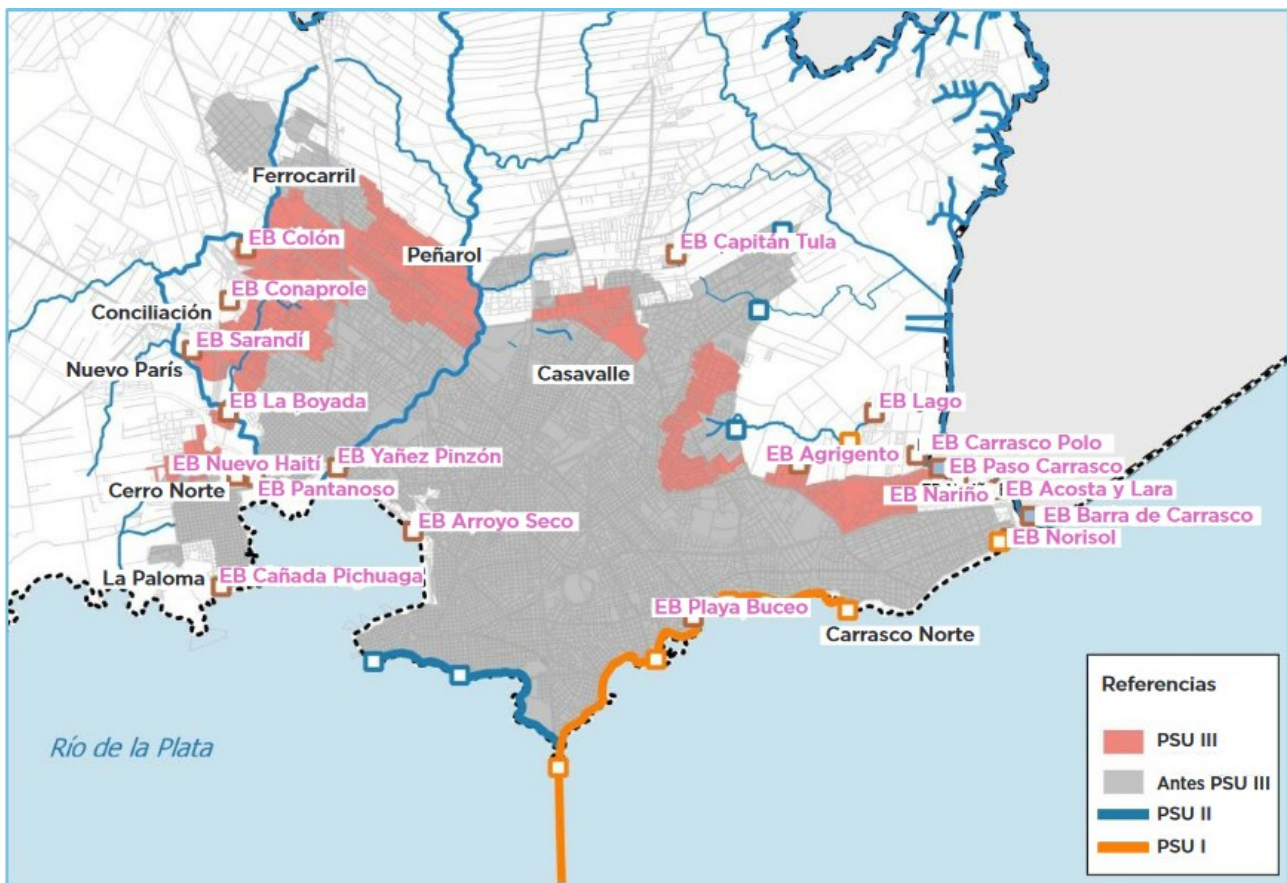 Ferrocarril
EB Colón
Peñarol
EB Capitán Tula
EB Conaprole
Conciliación
EB Sarandí
Nuevo París
Casavalle
EB La Boyada
EB Lago
EB Carrasco Polo
EB Nuevo Haití
EB Yañez Pinzón
EB Agrigento
EB Paso Carrasco
Cerro Norte
EB Pantanoso
EB Nariño
EB Acosta y Lara
EB Arroyo Seco
EB Barra de Carrasco
EB Norisol
La Paloma
EB Cañada Pichuaga
EB Playa Buceo
Carrasco Norte
Río de la Plata
Referencias
PSU III
Antes PSU III
PSU II
PSU I